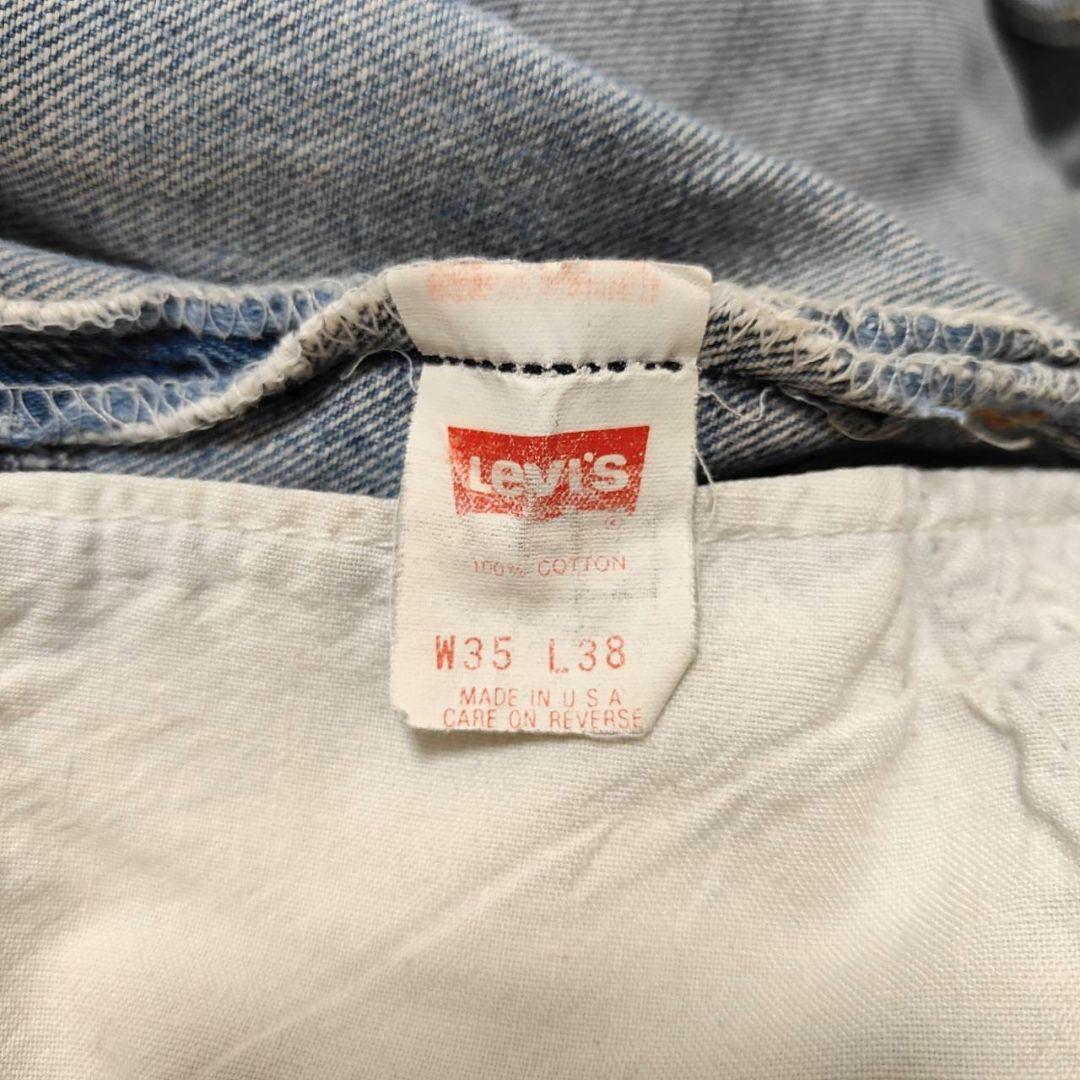 Levi's
100% COTTON
W35 L38
MADE IN U S A
CARE ON REVERSE